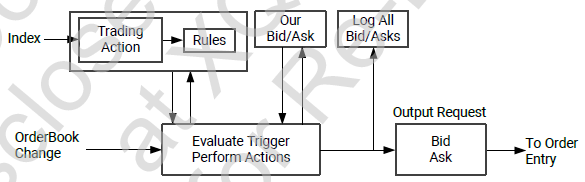 Index
Trading
Action
Rules
Our
Bid/Ask
Log All
Bid/Asks
OrderBook
Change
Evaluate Trigger
Perform Actions
Output Request
Bid
Ask
To Order
Entry